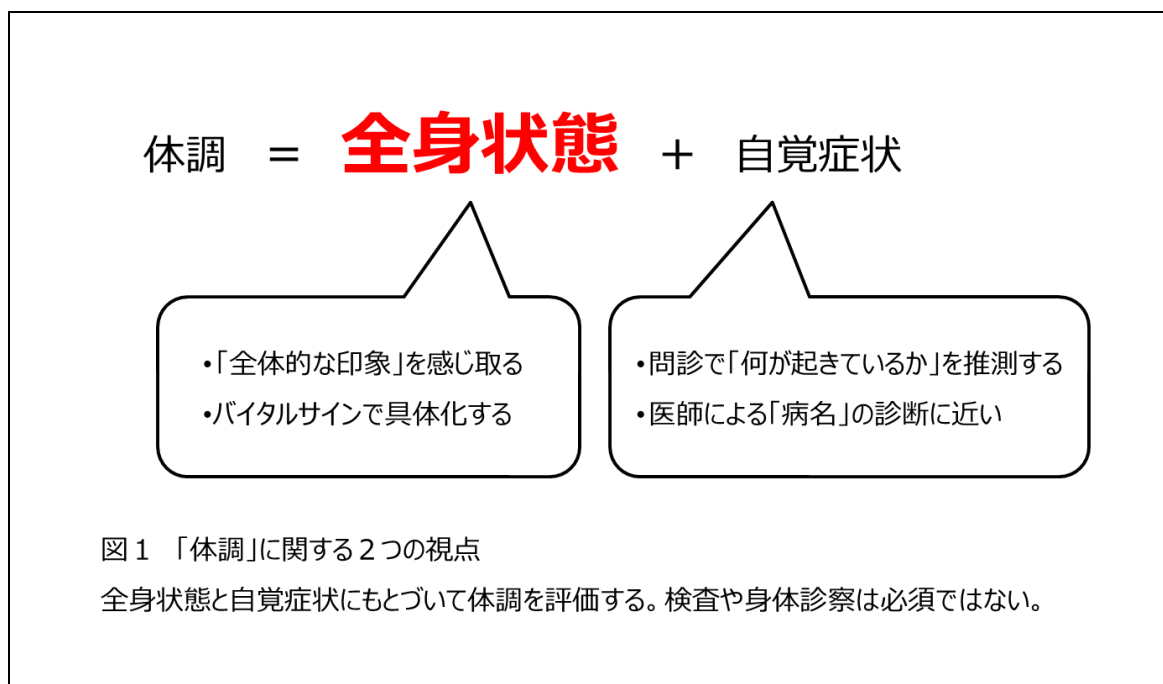 体調 = 全身状態 + 自覚症状
•「全体的な印象」を感じ取る
•バイタルサインで具体化する
•問診で「何が起きているか」を推測する
•医師による「病名」の診断に近い
図１ 「体調」に関する２つの視点
全身状態と自覚症状にもとづいて体調を評価する。検査や身体診察は必須ではない。